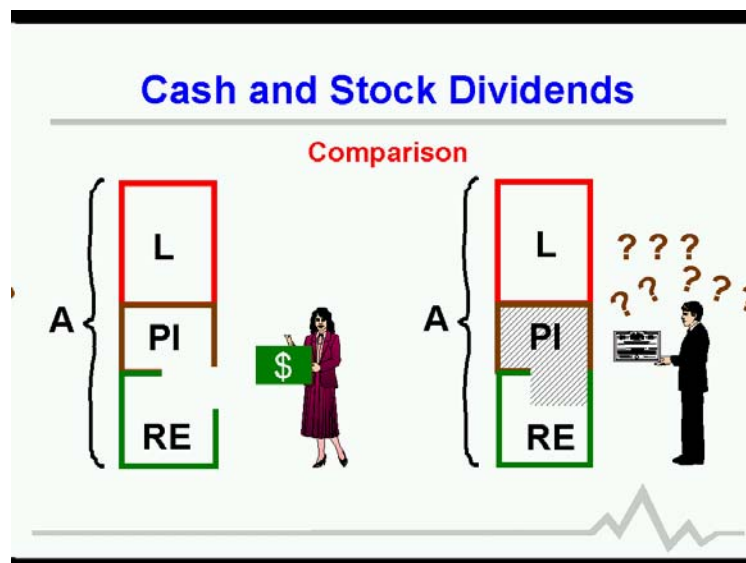 Cash and Stock Dividends
Comparison
L
A
PI
$
RE
L
? ? ?
? ? ? ? ?
A
PI
RE